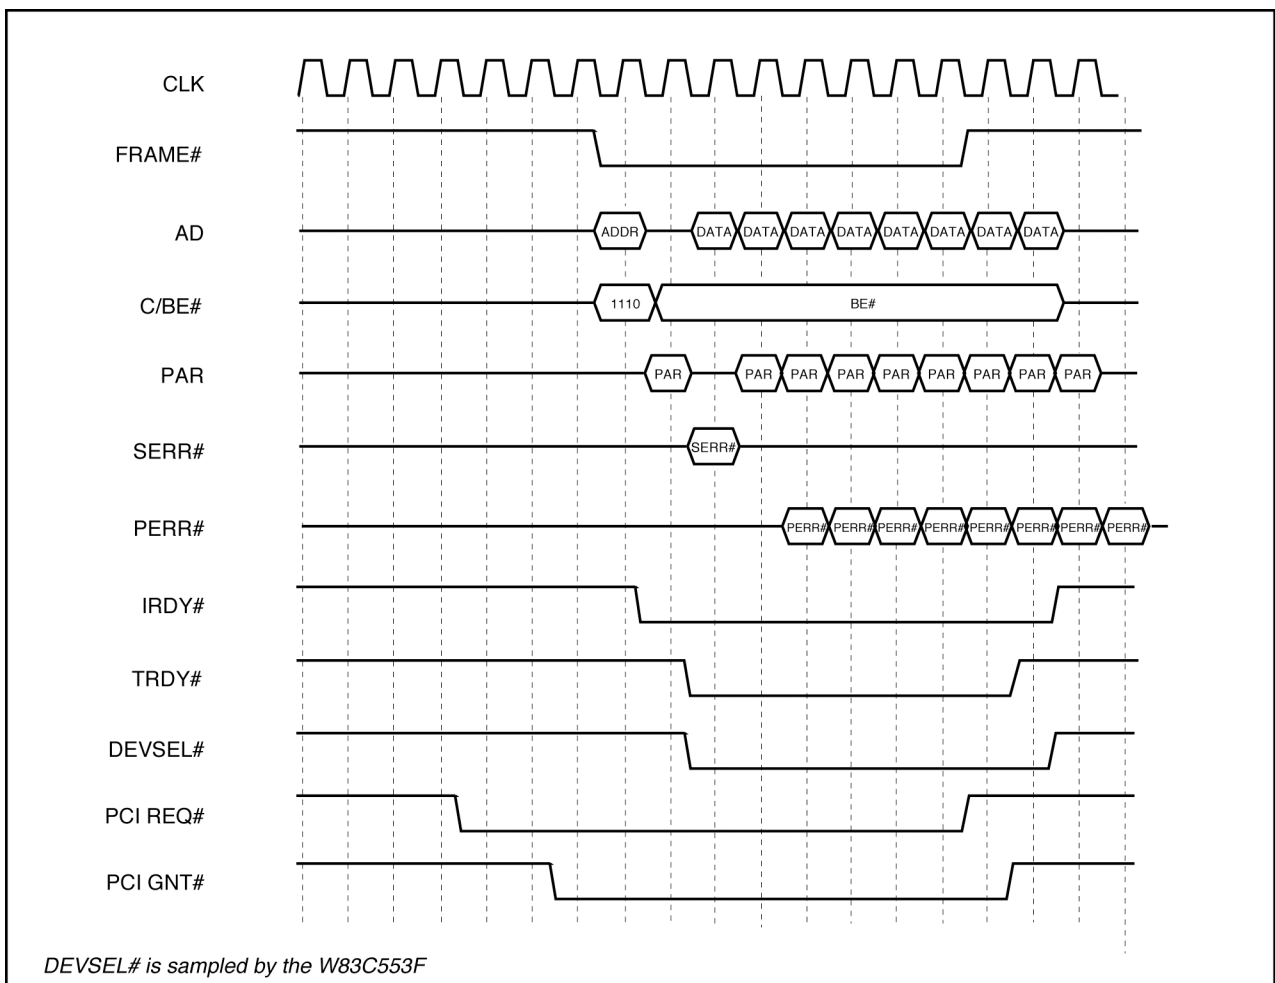 CLK
FRAME#
AD ADDR DATA DATA DATA DATA DATA DATA DATA DATA
C/BE# 1110 BE#
PAR PAR PAR PAR PAR PAR PAR PAR PAR PAR
SERR# SERR#
PERR# PERR# PERR# PERR# PERR# PERR# PERR# PERR# PERR#
IRDY#
TRDY#
DEVSEL#
PCI REQ#
PCI GNT#
DEVSEL# is sampled by the W83C553F